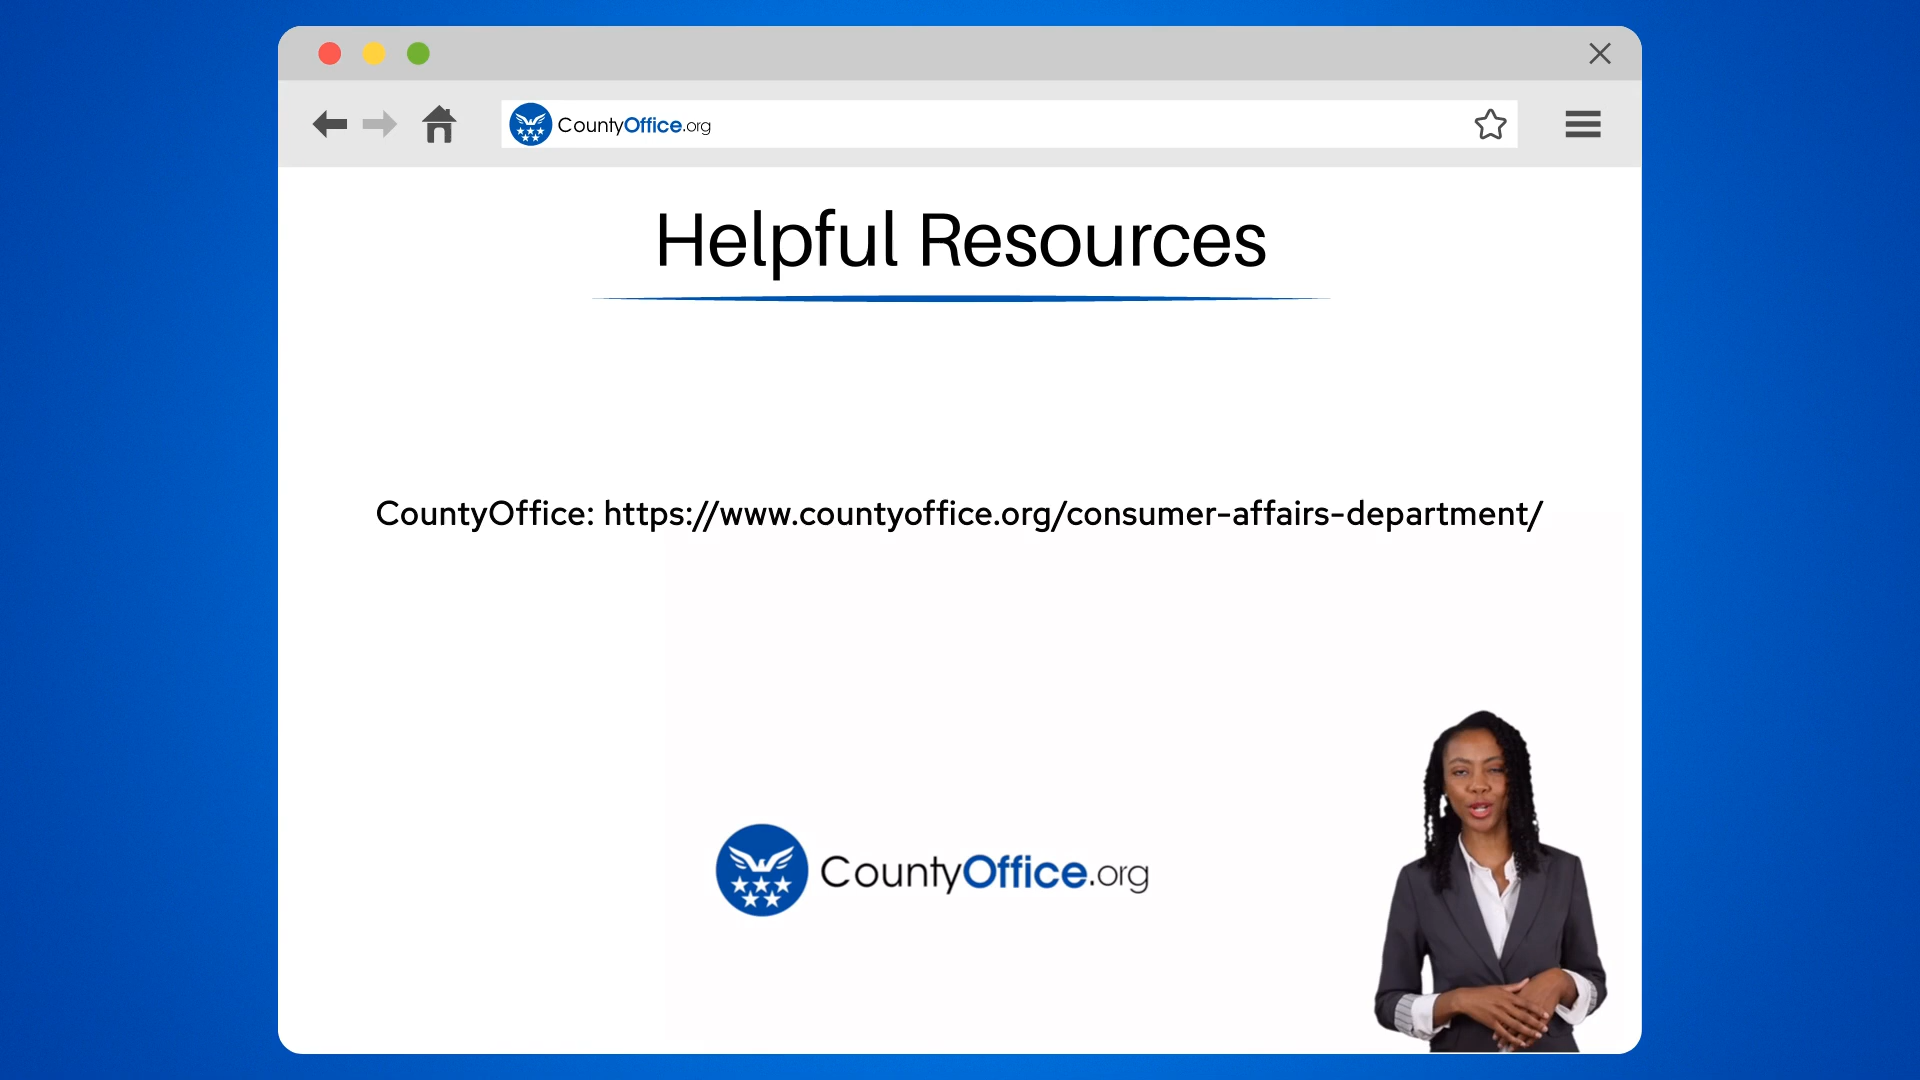 CountyOffice.org
Helpful Resources
CountyOffice: https://www.countyoffice.org/consumer-affairs-department/
CountyOffice.org